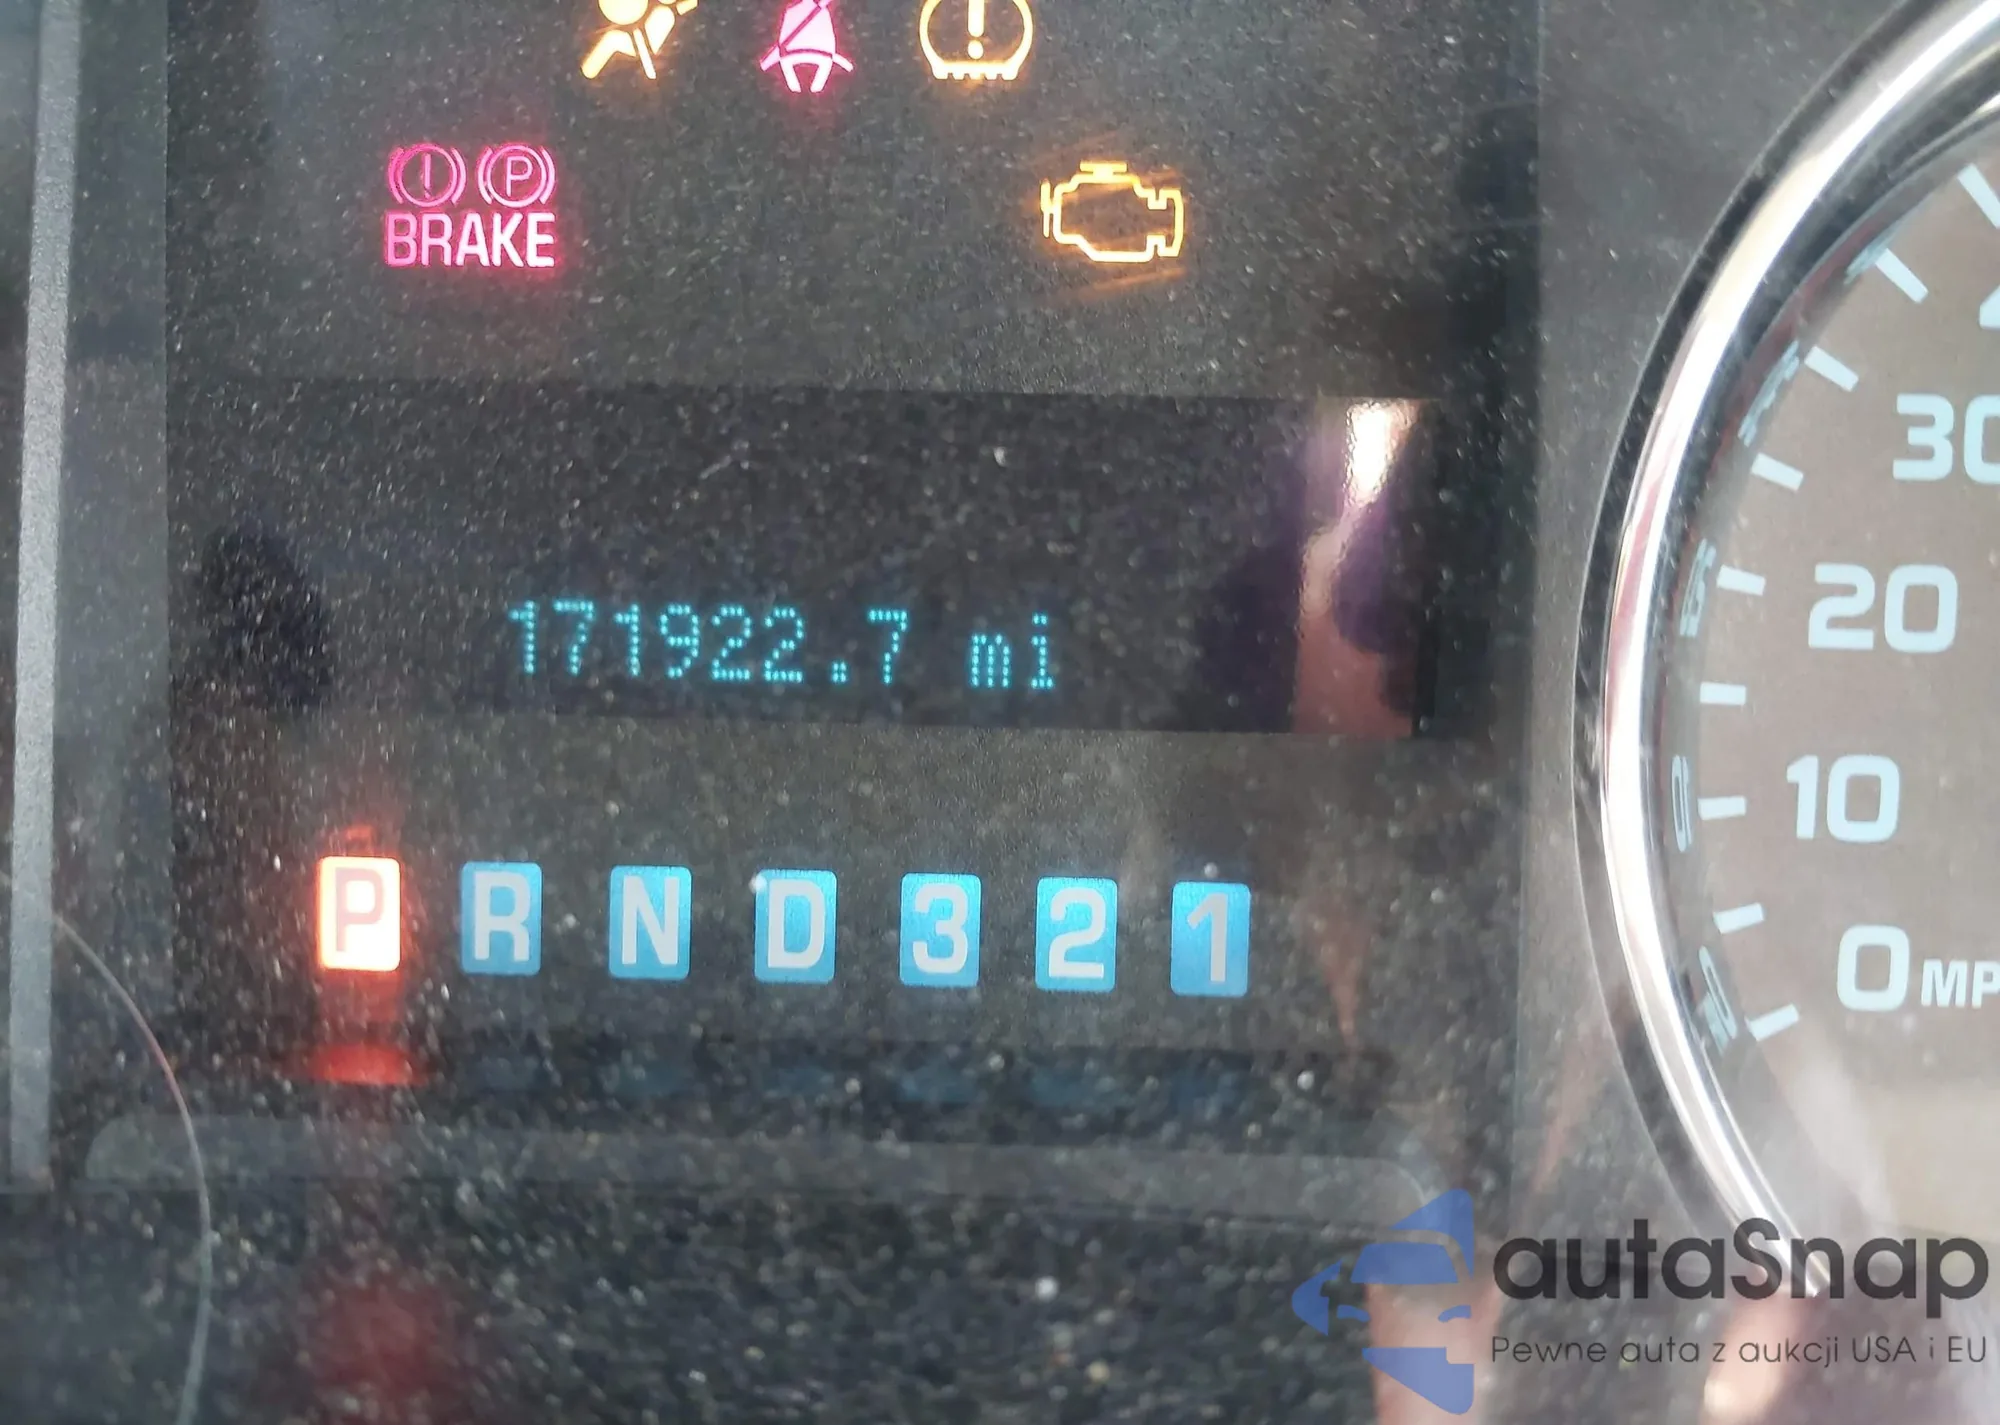 P
BRAKE
171922.7 mi
P R N D 3 2 1
30
20
10
0 MP
autaSnap
Pewne auta z aukcji USA i EU